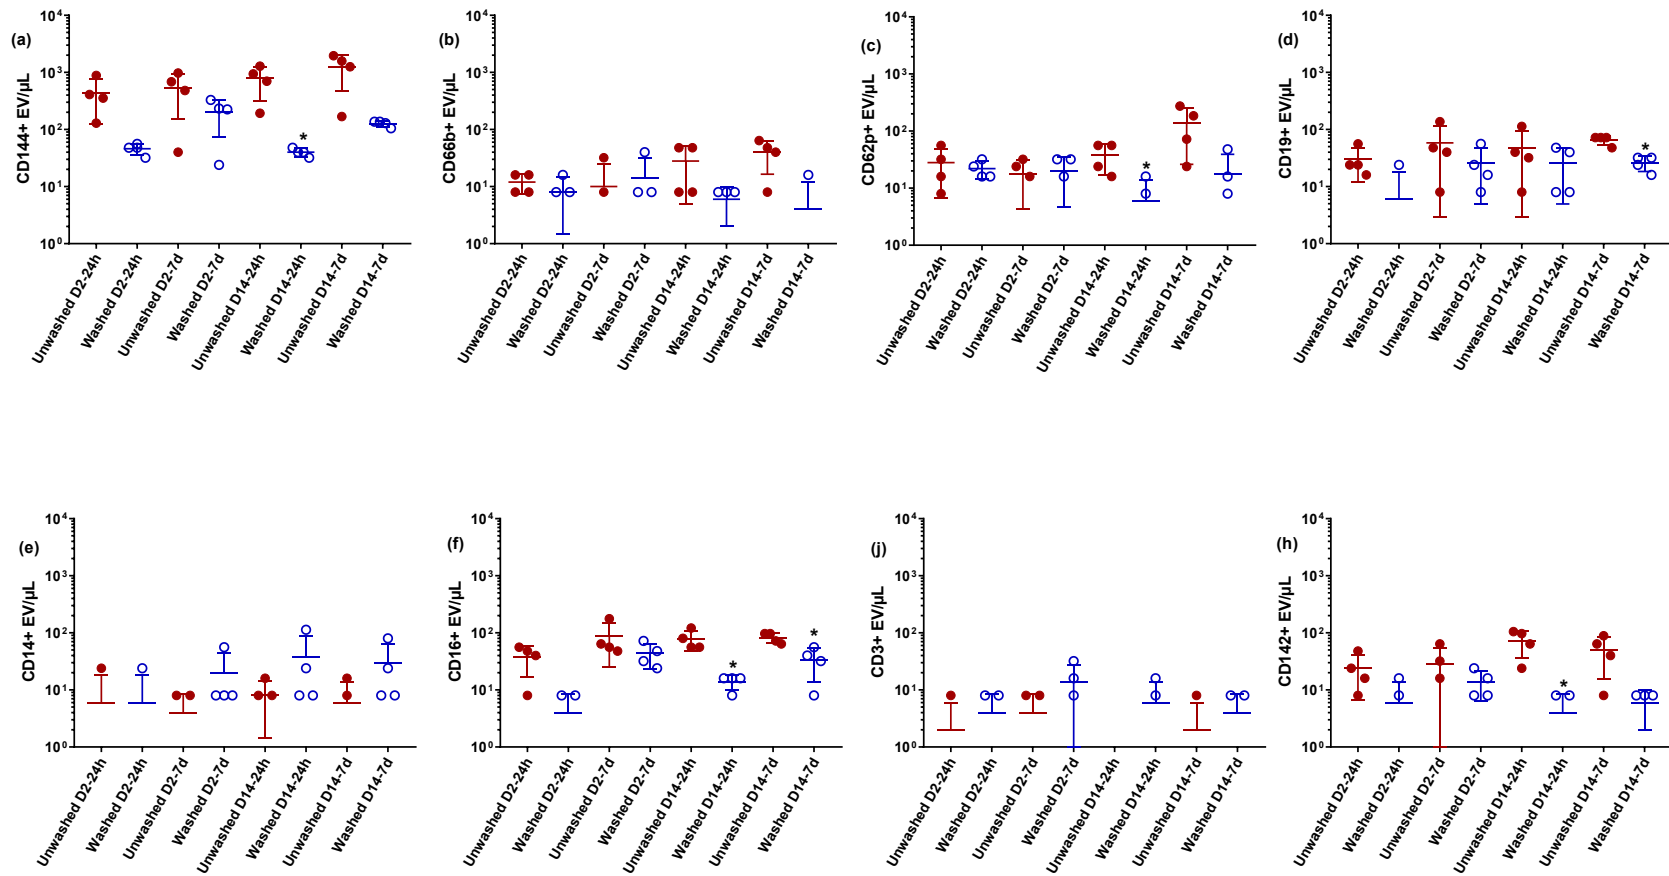 (a)
CD144+ EV/μL
10⁴
10³
10²
10¹
10⁰
*
Unwashed D2-24h
Washed D2-24h
Unwashed D2-7d
Washed D2-7d
Unwashed D14-24h
Washed D14-24h
Unwashed D14-7d
Washed D14-7d
(b)
CD66b+ EV/μL
10⁴
10³
10²
10¹
10⁰
Unwashed D2-24h
Washed D2-24h
Unwashed D2-7d
Washed D2-7d
Unwashed D14-24h
Washed D14-24h
Unwashed D14-7d
Washed D14-7d
(c)
CD62p+ EV/μL
10⁴
10³
10²
10¹
10⁰
*
Unwashed D2-24h
Washed D2-24h
Unwashed D2-7d
Washed D2-7d
Unwashed D14-24h
Washed D14-24h
Unwashed D14-7d
Washed D14-7d
(d)
CD19+ EV/μL
10⁴
10³
10²
10¹
10⁰
*
Unwashed D2-24h
Washed D2-24h
Unwashed D2-7d
Washed D2-7d
Unwashed D14-24h
Washed D14-24h
Unwashed D14-7d
Washed D14-7d
(e)
CD14+ EV/μL
10⁴
10³
10²
10¹
10⁰
Unwashed D2-24h
Washed D2-24h
Unwashed D2-7d
Washed D2-7d
Unwashed D14-24h
Washed D14-24h
Unwashed D14-7d
Washed D14-7d
(f)
CD16+ EV/μL
10⁴
10³
10²
10¹
10⁰
*
*
Unwashed D2-24h
Washed D2-24h
Unwashed D2-7d
Washed D2-7d
Unwashed D14-24h
Washed D14-24h
Unwashed D14-7d
Washed D14-7d
(j)
CD3+ EV/μL
10⁴
10³
10²
10¹
10⁰
Unwashed D2-24h
Washed D2-24h
Unwashed D2-7d
Washed D2-7d
Unwashed D14-24h
Washed D14-24h
Unwashed D14-7d
Washed D14-7d
(h)
CD142+ EV/μL
10⁴
10³
10²
10¹
10⁰
*
Unwashed D2-24h
Washed D2-24h
Unwashed D2-7d
Washed D2-7d
Unwashed D14-24h
Washed D14-24h
Unwashed D14-7d
Washed D14-7d